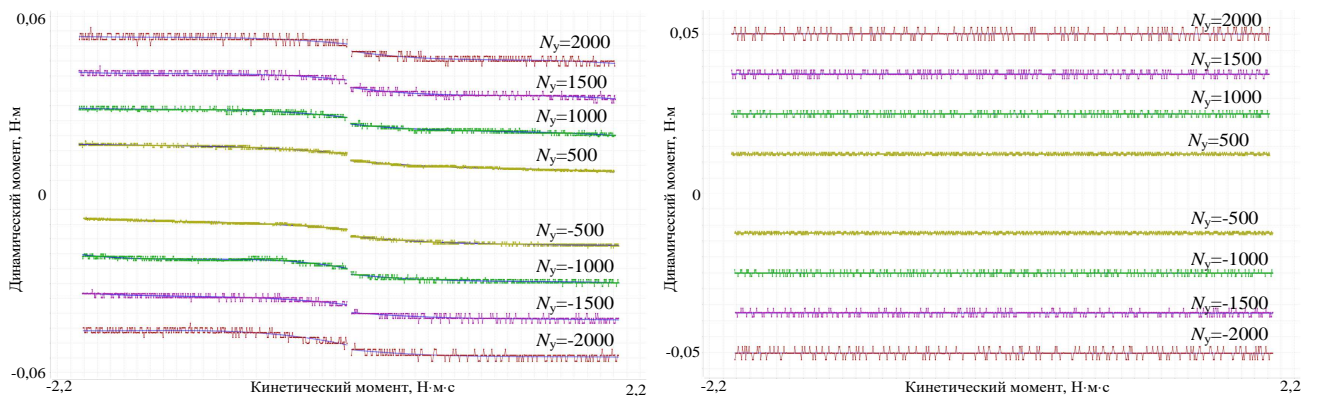 0,06
Динамический момент, Н·м
0
-0,06
Nу=2000
Nу=1500
Nу=1000
Nу=500
Nу=-500
Nу=-1000
Nу=-1500
Nу=-2000
-2,2
Кинетический момент, Н·м·с
2,2
0,05
Динамический момент, Н·м
0
-0,05
Nу=2000
Nу=1500
Nу=1000
Nу=500
Nу=-500
Nу=-1000
Nу=-1500
Nу=-2000
-2,2
Кинетический момент, Н·м·с
2,2